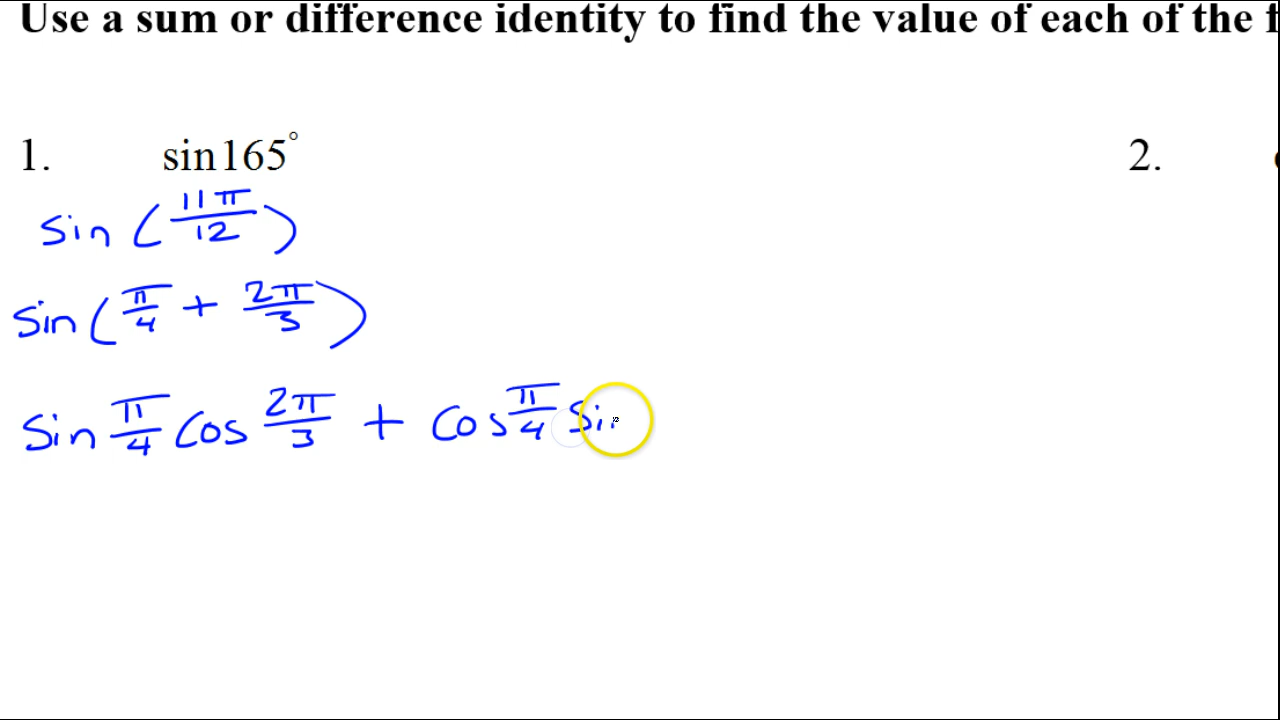 Use a sum or difference identity to find the value of each of the f
1. sin165°
2.
sin (11π/12)
sin (π/4 + 2π/3)
sin π/4 cos 2π/3 + cos π/4 sin